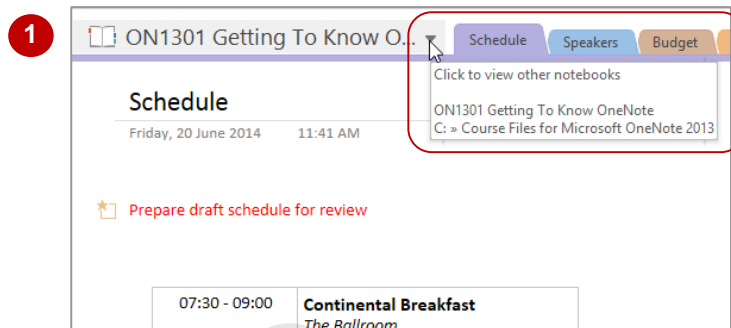 1
ON1301 Getting To Know O... Schedule Speakers Budget
Click to view other notebooks
ON1301 Getting To Know OneNote
C: » Course Files for Microsoft OneNote 2013
Schedule
Friday, 20 June 2014 11:41 AM
Prepare draft schedule for review
07:30 - 09:00 Continental Breakfast
The Ballroom